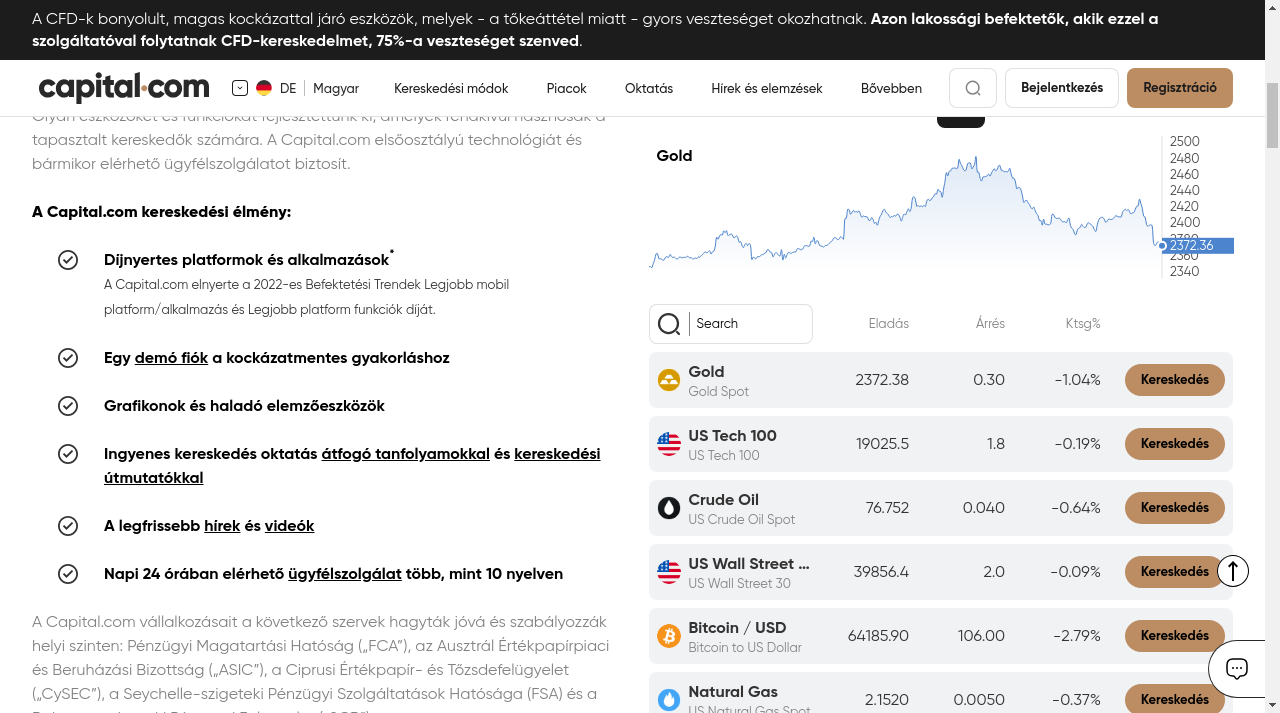 A CFD-k bonyolult, magas kockázattal járó eszközök, melyek - a tőkeáttétel miatt - gyors veszteséget okozhatnak. Azon lakossági befektetők, akik ezzel a
szolgáltatóval folytatnak CFD-kereskedelmet, 75%-a veszteséget szenved.
capital.com
DE
Magyar
Kereskedési módok
Piacok
Oktatás
Hírek és elemzések
Bővebben
Bejelentkezés
Regisztráció
Olyan eszközöket és funkciókat fejlesztettünk ki, amelyek rendkívül hasznosak a
tapasztalt kereskedők számára. A Capital.com elsőosztályú technológiát és
bármikor elérhető ügyfélszolgálatot biztosít.
A Capital.com kereskedési élmény:
Díjnyertes platformok és alkalmazások*
A Capital.com elnyerte a 2022-es Befektetési Trendek Legjobb mobil
platform/alkalmazás és Legjobb platform funkciók díját.
Egy demó fiók a kockázatmentes gyakorláshoz
Grafikonok és haladó elemzőeszközök
Ingyenes kereskedés oktatás átfogó tanfolyamokkal és kereskedési
útmutatókkal
A legfrissebb hírek és videók
Napi 24 órában elérhető ügyfélszolgálat több, mint 10 nyelven
A Capital.com vállalkozásait a következő szervek hagyták jóvá és szabályozzák
helyi szinten: Pénzügyi Magatartási Hatóság („FCA”), az Ausztrál Értékpapírpiaci
és Beruházási Bizottság („ASIC”), a Ciprusi Értékpapír- és Tőzsdefelügyelet
(„CySEC”), a Seychelle-szigeteki Pénzügyi Szolgáltatások Hatósága (FSA) és a
Gold
2500
2480
2460
2440
2420
2400
2380
2372.36
2360
2340
Search
Eladás
Árrés
Ktsg%
Gold
Gold Spot
2372.38
0.30
-1.04%
Kereskedés
US Tech 100
US Tech 100
19025.5
1.8
-0.19%
Kereskedés
Crude Oil
US Crude Oil Spot
76.752
0.040
-0.64%
Kereskedés
US Wall Street ...
US Wall Street 30
39856.4
2.0
-0.09%
Kereskedés
Bitcoin / USD
Bitcoin to US Dollar
64185.90
106.00
-2.79%
Kereskedés
Natural Gas
US Natural Gas Spot
2.1520
0.0050
-0.37%
Kereskedés